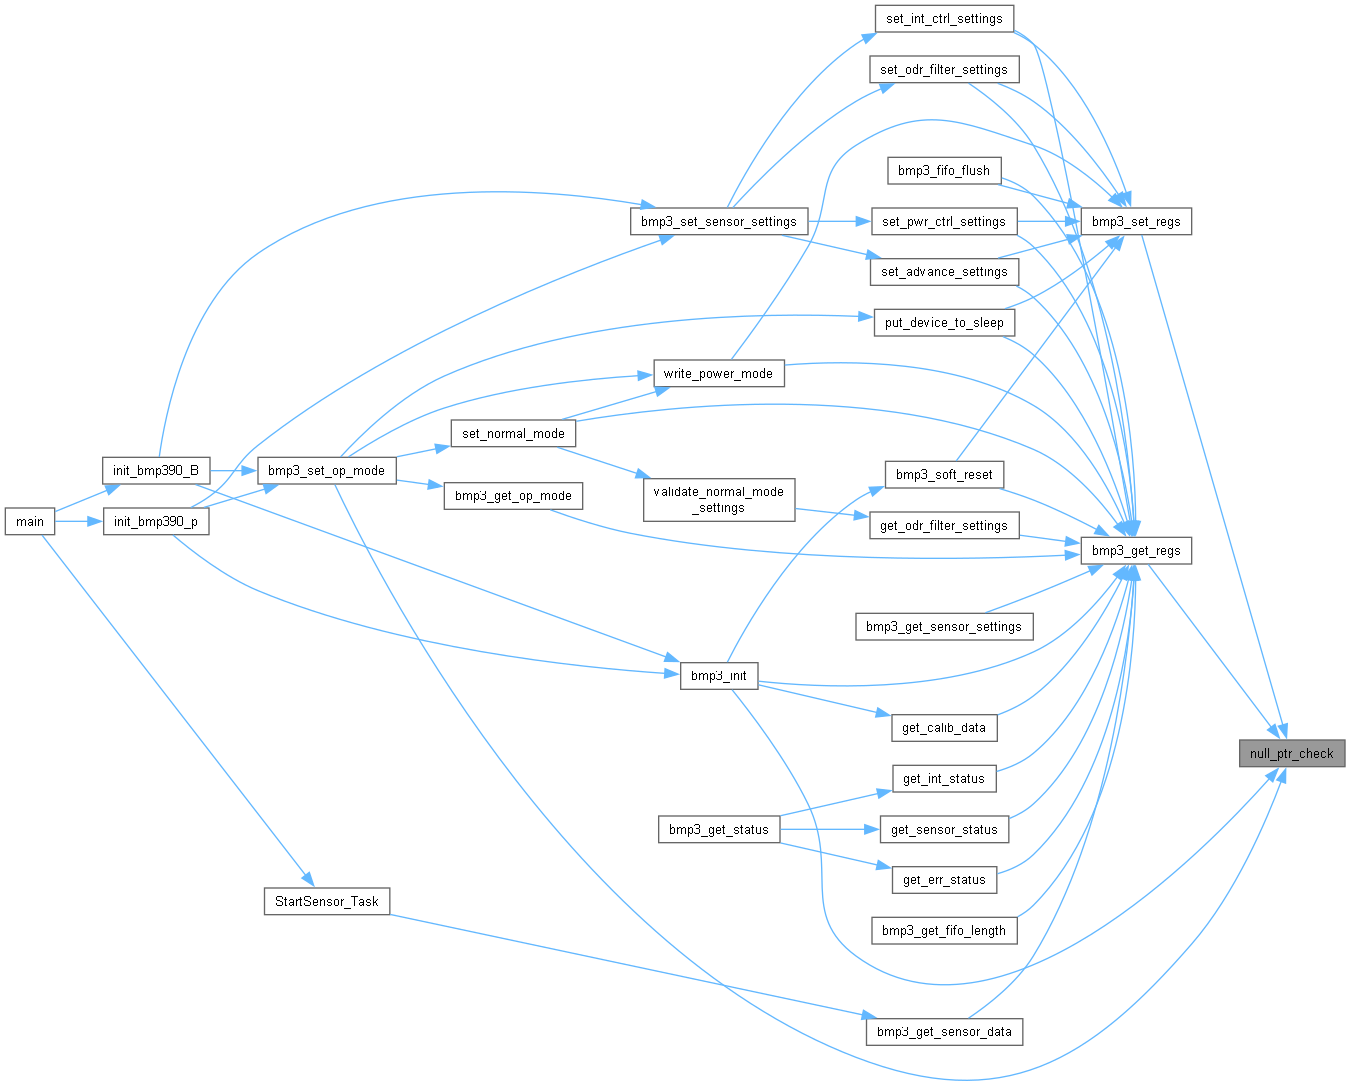 set_int_ctrl_settings
set_odr_filter_settings
bmp3_fifo_flush
bmp3_set_sensor_settings
set_pwr_ctrl_settings
bmp3_set_regs
set_advance_settings
put_device_to_sleep
write_power_mode
set_normal_mode
init_bmp390_B
bmp3_set_op_mode
bmp3_soft_reset
bmp3_get_op_mode
validate_normal_mode
_settings
main
init_bmp390_p
get_odr_filter_settings
bmp3_get_regs
bmp3_get_sensor_settings
bmp3_init
get_calib_data
null_ptr_check
get_int_status
bmp3_get_status
get_sensor_status
get_err_status
StartSensor_Task
bmp3_get_fifo_length
bmp3_get_sensor_data